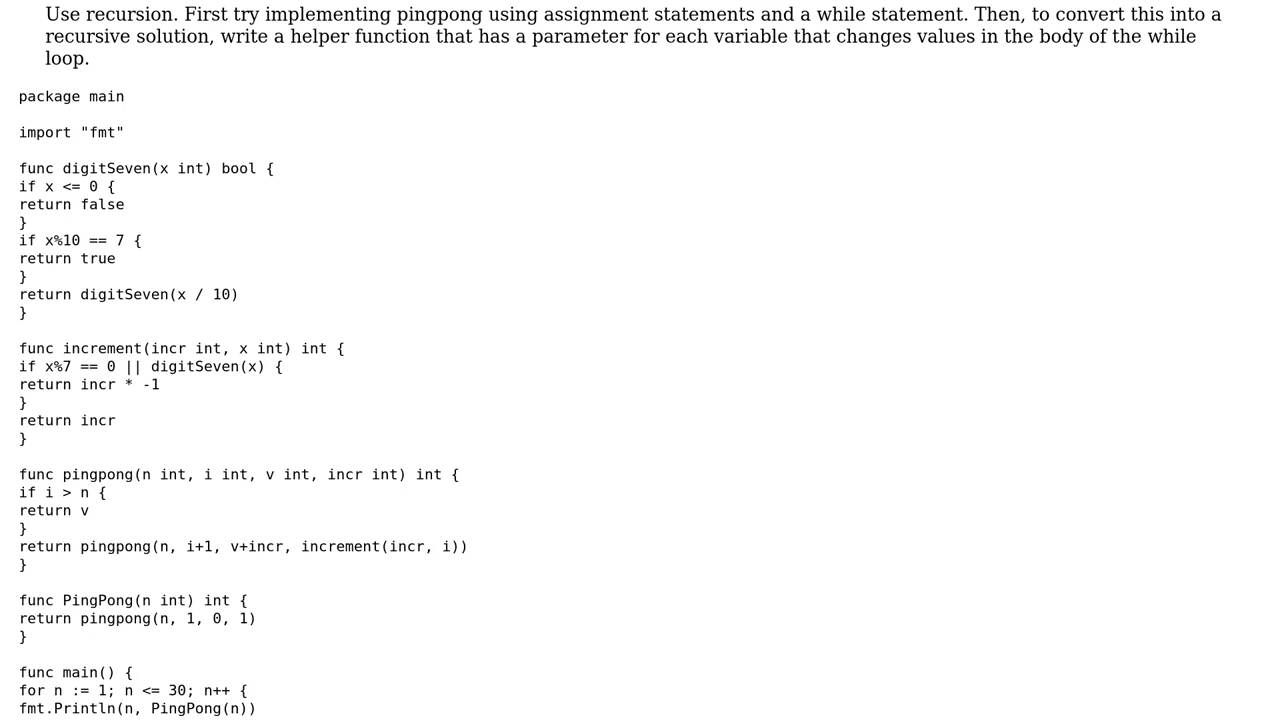 Use recursion. First try implementing pingpong using assignment statements and a while statement. Then, to convert this into a
recursive solution, write a helper function that has a parameter for each variable that changes values in the body of the while
loop.
package main
import "fmt"
func digitSeven(x int) bool {
if x <= 0 {
return false
}
if x%10 == 7 {
return true
}
return digitSeven(x / 10)
}
func increment(incr int, x int) int {
if x%7 == 0 || digitSeven(x) {
return incr * -1
}
return incr
}
func pingpong(n int, i int, v int, incr int) int {
if i > n {
return v
}
return pingpong(n, i+1, v+incr, increment(incr, i))
}
func PingPong(n int) int {
return pingpong(n, 1, 0, 1)
}
func main() {
for n := 1; n <= 30; n++ {
fmt.Println(n, PingPong(n))